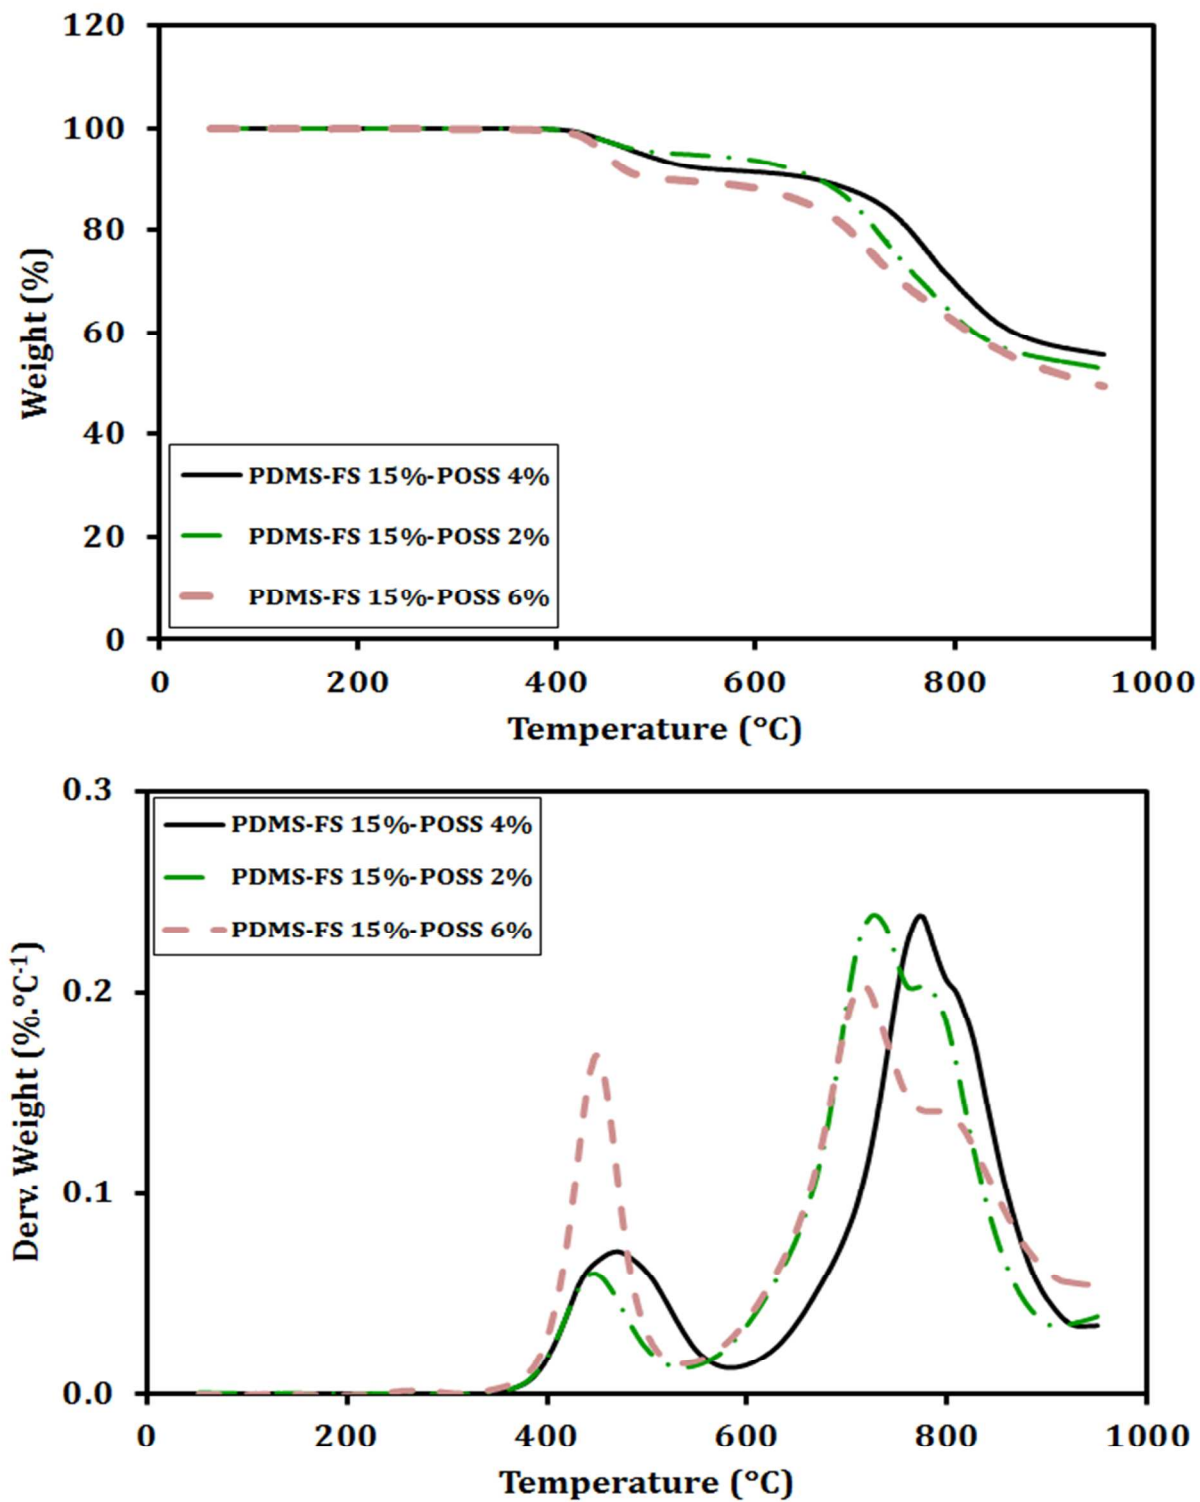 120
100
80
60
40
20
0
Weight (%)
PDMS-FS 15%-POSS 4%
PDMS-FS 15%-POSS 2%
PDMS-FS 15%-POSS 6%
0 200 400 600 800 1000
Temperature (°C)
0.3
0.2
0.1
0.0
Derv. Weight (%.°C-1)
PDMS-FS 15%-POSS 4%
PDMS-FS 15%-POSS 2%
PDMS-FS 15%-POSS 6%
0 200 400 600 800 1000
Temperature (°C)